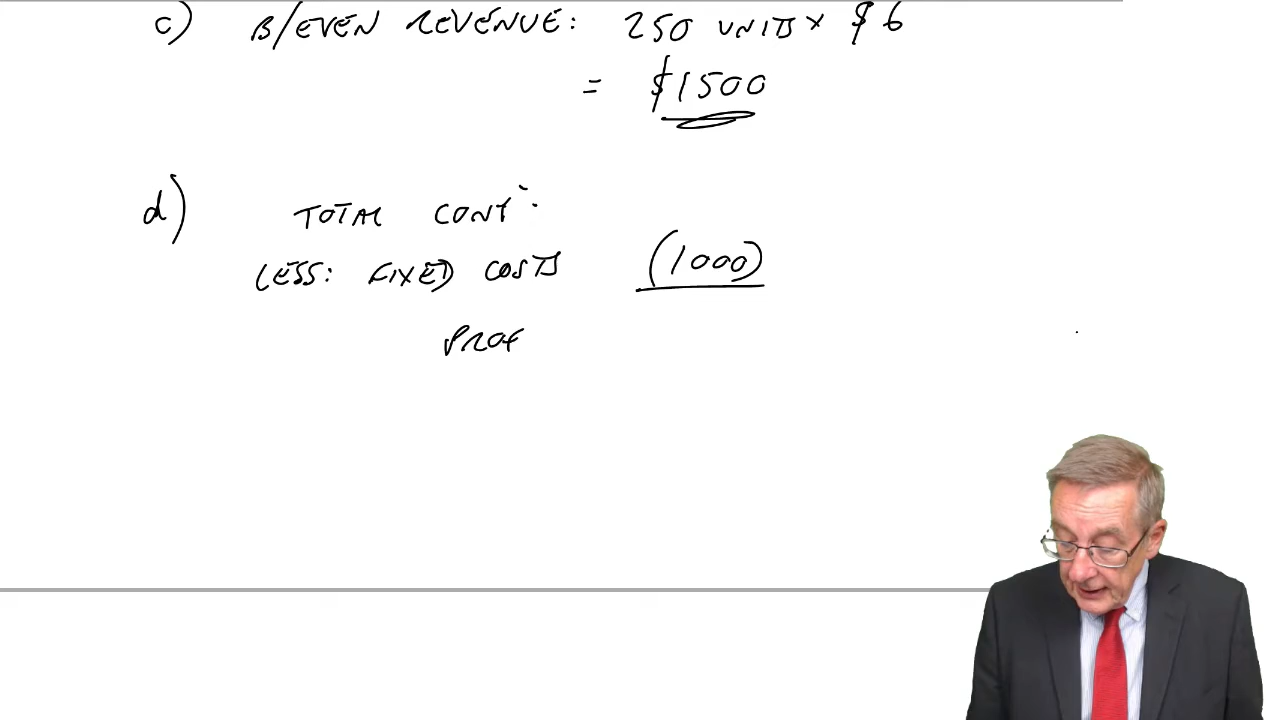 c) B/EVEN REVENUE: 250 UNITS × $6
= $1500
d) TOTAL CONT.
LESS: FIXED COSTS (1000)
PROF